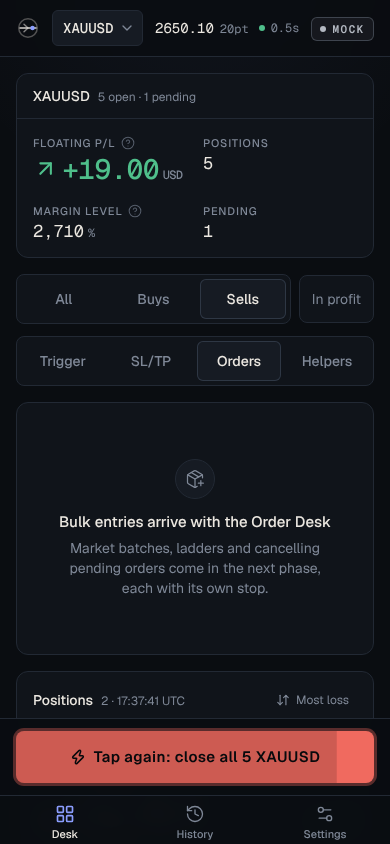 XAUUSD 2650.10 20pt 0.5s MOCK
XAUUSD 5 open · 1 pending
FLOATING P/L ? POSITIONS
+19.00 USD 5
MARGIN LEVEL ? PENDING
2,710 % 1
All Buys Sells In profit
Trigger SL/TP Orders Helpers
Bulk entries arrive with the Order Desk
Market batches, ladders and cancelling
pending orders come in the next phase,
each with its own stop.
Positions 2 · 17:37:41 UTC Most loss
Tap again: close all 5 XAUUSD
Desk History Settings